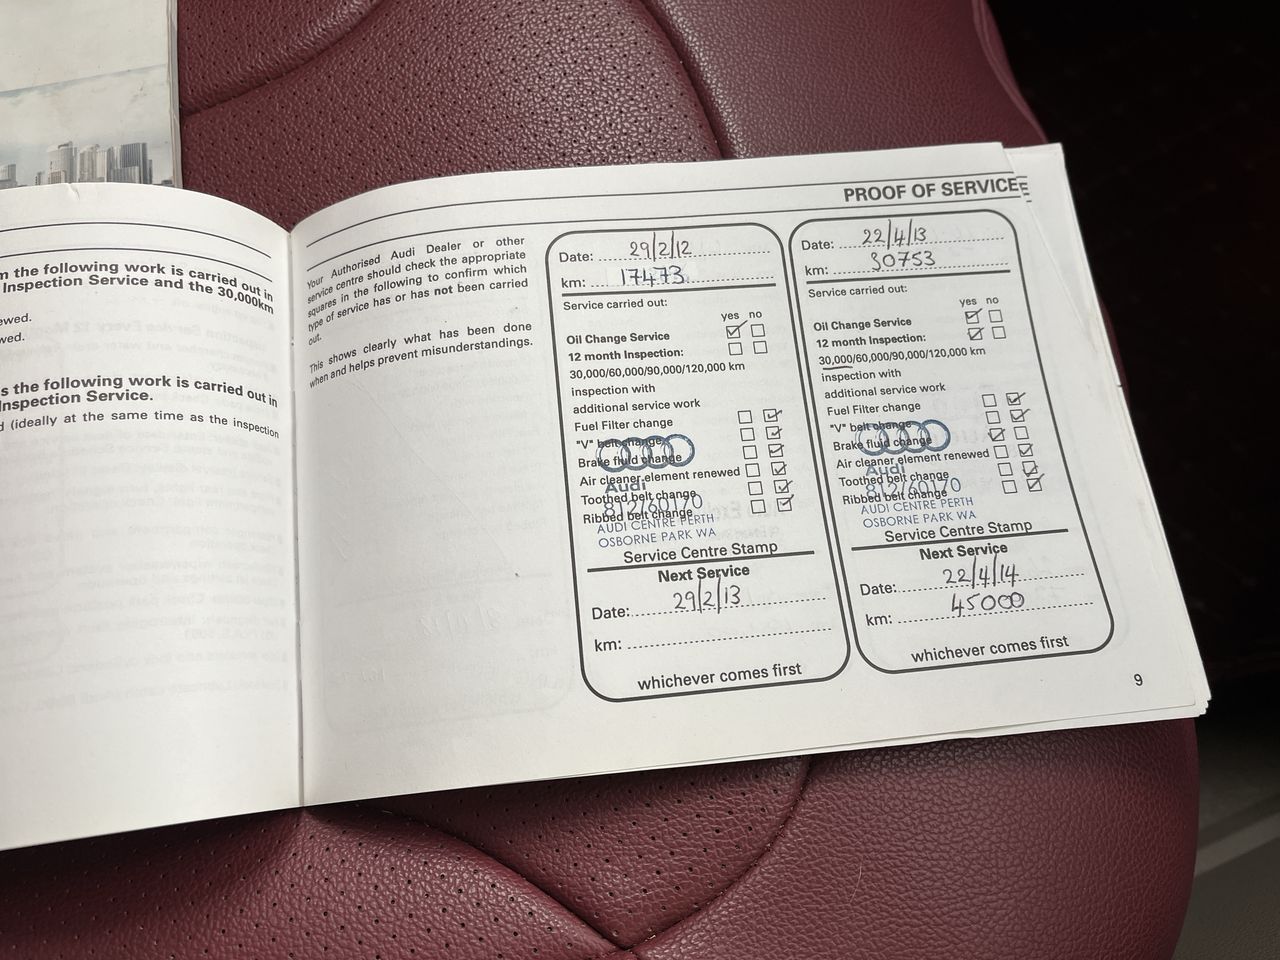 m the following work is carried out in
Inspection Service and the 30,000km
ewed.
wed.
s the following work is carried out in
nspection Service.
d (ideally at the same time as the inspection
PROOF OF SERVICE
E
Your Authorised Audi Dealer or other
service centre should check the appropriate
squares in the following to confirm which
type of service has or has not been carried
out.
This shows clearly what has been done
when and helps prevent misunderstandings.
Date: 29/2/12
km: 17473
Service carried out:
yes no
Oil Change Service
12 month Inspection:
30,000/60,000/90,000/120,000 km
inspection with
additional service work
Fuel Filter change
"V" belt change
Brake fluid change
Air cleaner element renewed
Toothed belt change
Ribbed belt change
Audi
812/60170
AUDI CENTRE PERTH
OSBORNE PARK WA
Service Centre Stamp
Next Service
Date: 29/2/13
km:
whichever comes first
Date: 22/4/13
km: 30753
Service carried out:
yes no
Oil Change Service
12 month Inspection:
30,000/60,000/90,000/120,000 km
inspection with
additional service work
Fuel Filter change
"V" belt change
Brake fluid change
Air cleaner element renewed
Toothed belt change
Ribbed belt change
Audi
812/60170
AUDI CENTRE PERTH
OSBORNE PARK WA
Service Centre Stamp
Next Service
Date: 22/4/14
km: 45000
whichever comes first
9